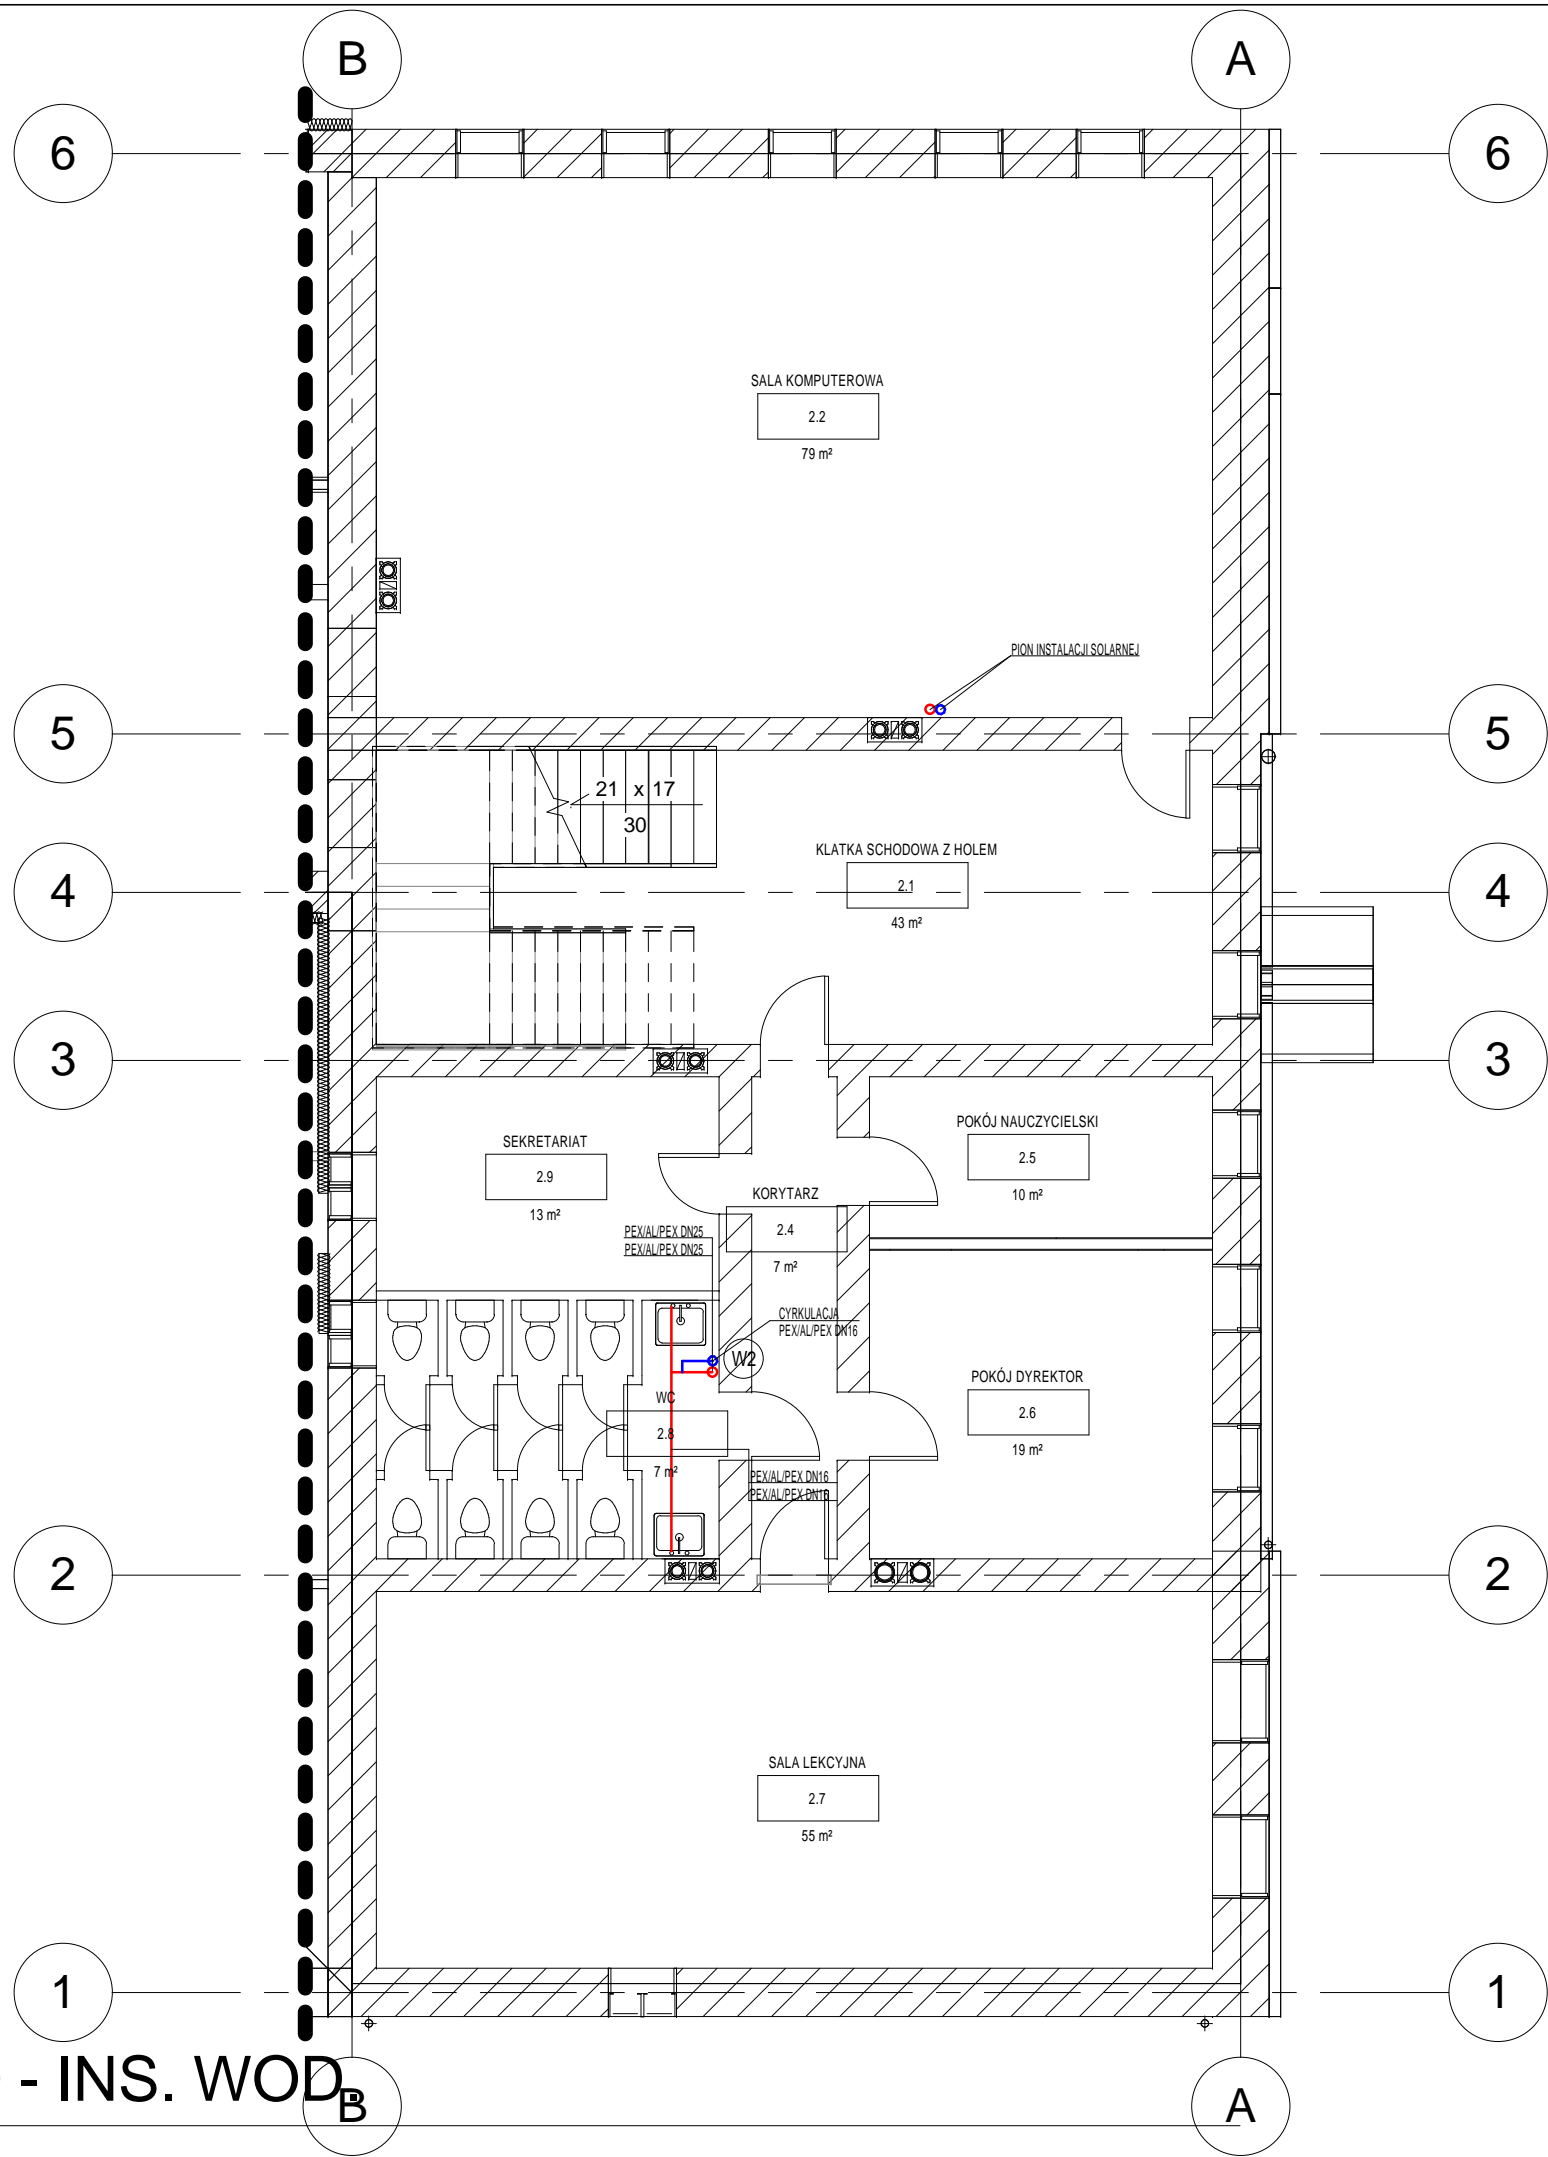 B
A
6
6
SALA KOMPUTEROWA
2.2
79 m²
PION INSTALACJI SOLARNEJ
5
5
21 x 17
30
KLATKA SCHODOWA Z HOLEM
2.1
43 m²
4
4
3
3
SEKRETARIAT
2.9
13 m²
POKÓJ NAUCZYCIELSKI
2.5
10 m²
KORYTARZ
2.4
7 m²
PEX/AL/PEX DN25
PEX/AL/PEX DN25
CYRKULACJA
PEX/AL/PEX DN16
W2
WC
2.8
7 m²
POKÓJ DYREKTOR
2.6
19 m²
PEX/AL/PEX DN16
PEX/AL/PEX DN16
2
2
SALA LEKCYJNA
2.7
55 m²
1
1
- INS. WOD.
B
A